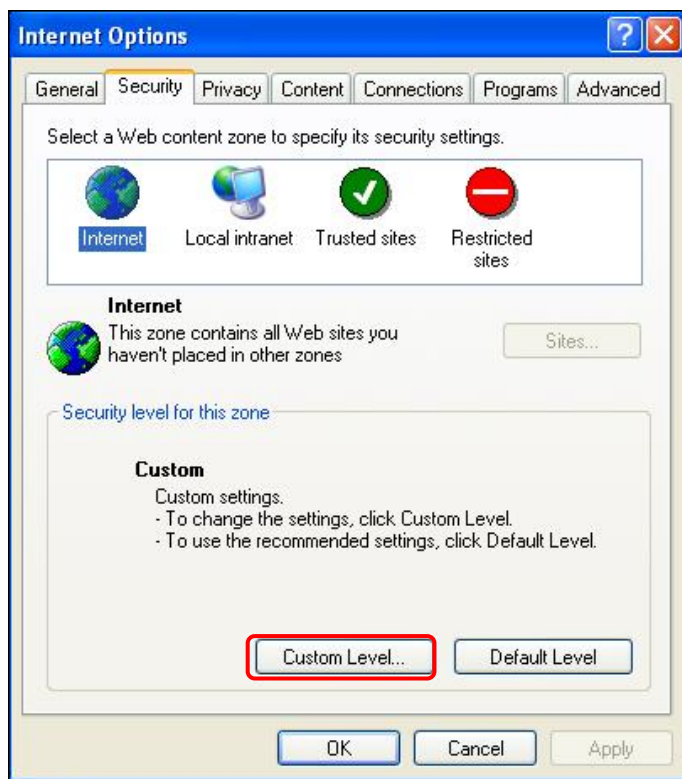 Internet Options
General Security Privacy Content Connections Programs Advanced
Select a Web content zone to specify its security settings.
Internet Local intranet Trusted sites Restricted
sites
Internet
This zone contains all Web sites you
haven't placed in other zones
Sites...
Security level for this zone
Custom
Custom settings.
- To change the settings, click Custom Level.
- To use the recommended settings, click Default Level.
Custom Level... Default Level
OK Cancel Apply